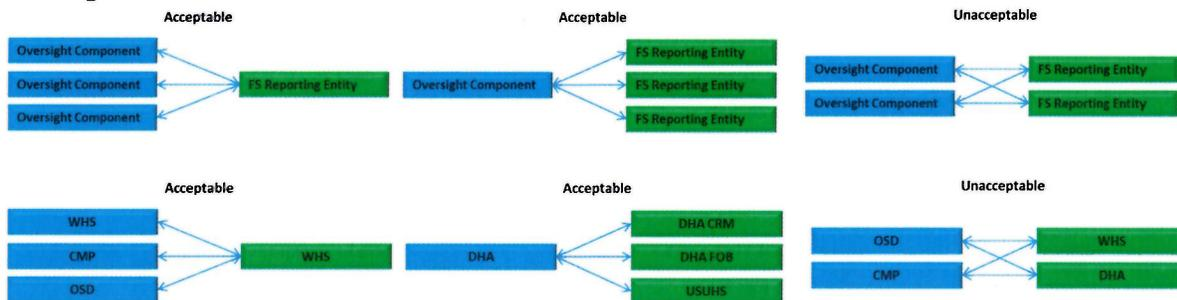 Acceptable
Acceptable
Unacceptable
Oversight Component
Oversight Component
Oversight Component
FS Reporting Entity
Oversight Component
FS Reporting Entity
FS Reporting Entity
FS Reporting Entity
Oversight Component
Oversight Component
FS Reporting Entity
FS Reporting Entity
Acceptable
Acceptable
Unacceptable
WHS
CMP
OSD
WHS
DHA
DHA CRM
DHA FOB
USUHS
OSD
CMP
WHS
DHA